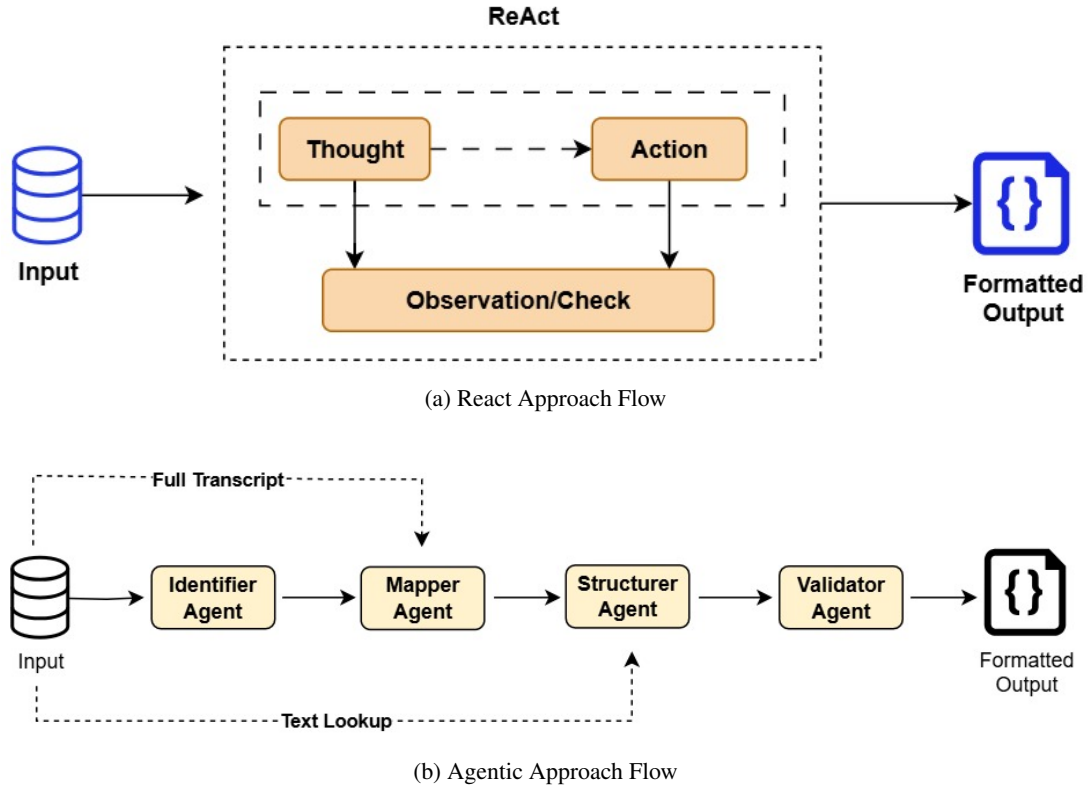 ReAct
Thought
Action
Input
Observation/Check
{}
Formatted
Output
(a) React Approach Flow
Full Transcript
Identifier
Agent
Mapper
Agent
Structurer
Agent
Validator
Agent
{}
Input
Formatted
Output
Text Lookup
(b) Agentic Approach Flow